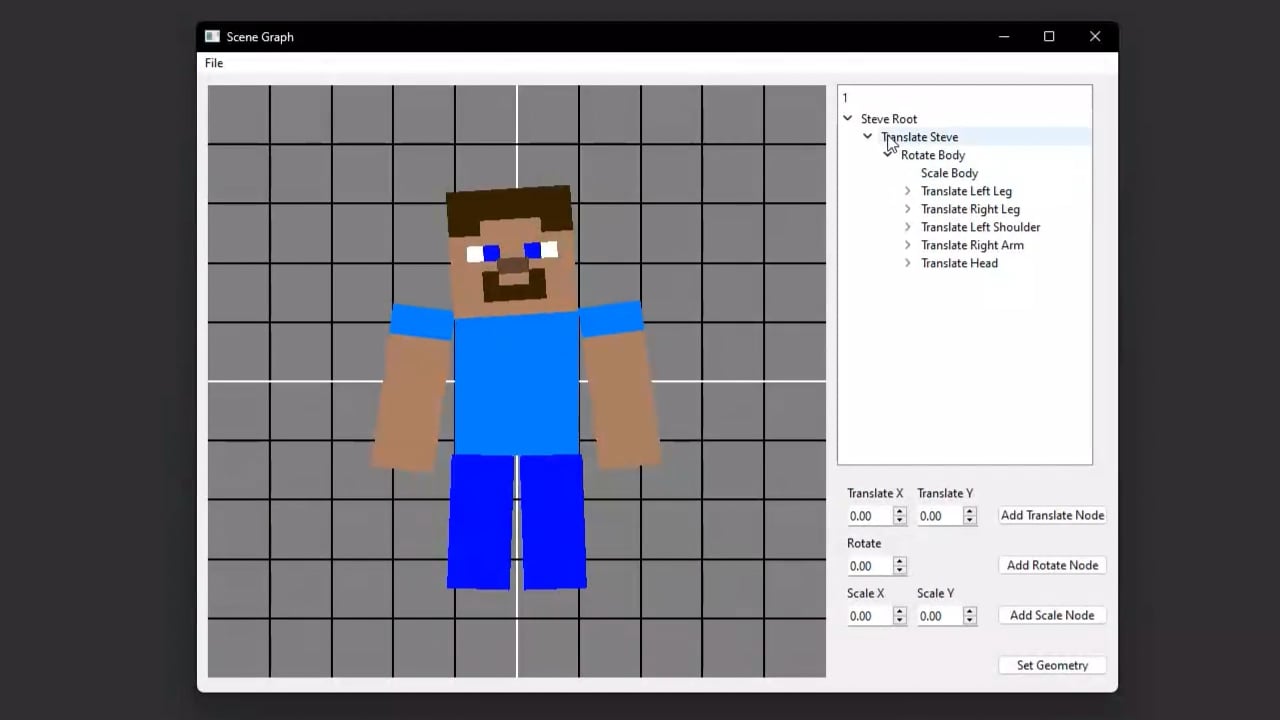 Scene Graph
File
1
Steve Root
Translate Steve
Rotate Body
Scale Body
Translate Left Leg
Translate Right Leg
Translate Left Shoulder
Translate Right Arm
Translate Head
Translate X Translate Y
0.00 0.00 Add Translate Node
Rotate
0.00 Add Rotate Node
Scale X Scale Y
0.00 0.00 Add Scale Node
Set Geometry